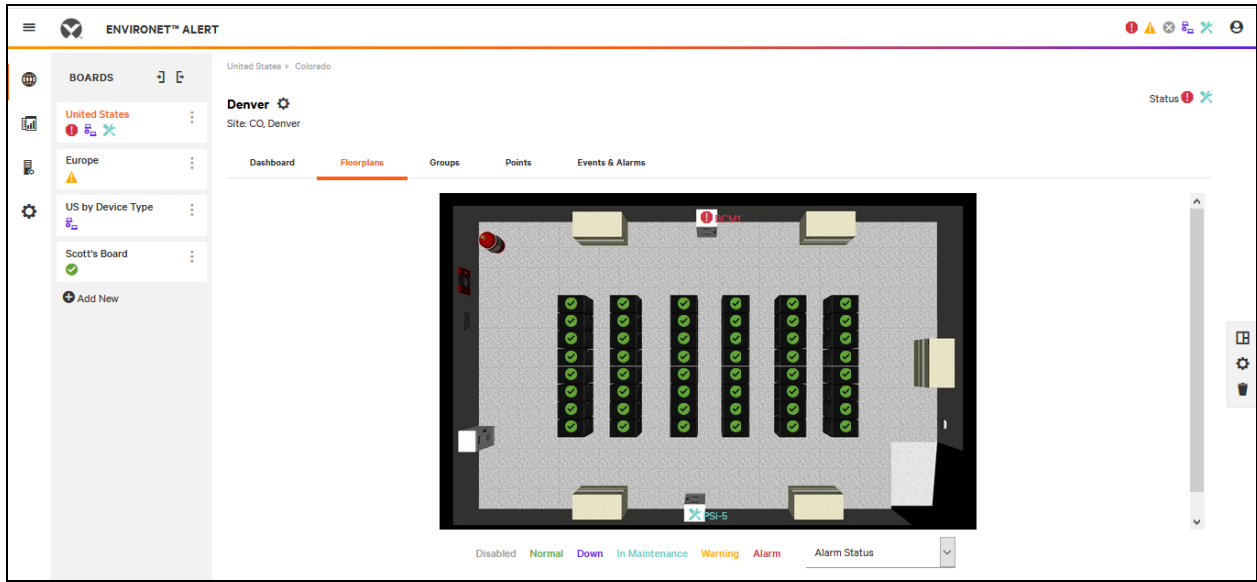 ENVIRONET™ ALERT
BOARDS
United States
Europe
US by Device Type
Scott's Board
Add New
United States > Colorado
Denver
Site: CO, Denver
Status
Dashboard Floorplans Groups Points Events & Alarms
BCM1
PSi-5
Disabled Normal Down In Maintenance Warning Alarm Alarm Status